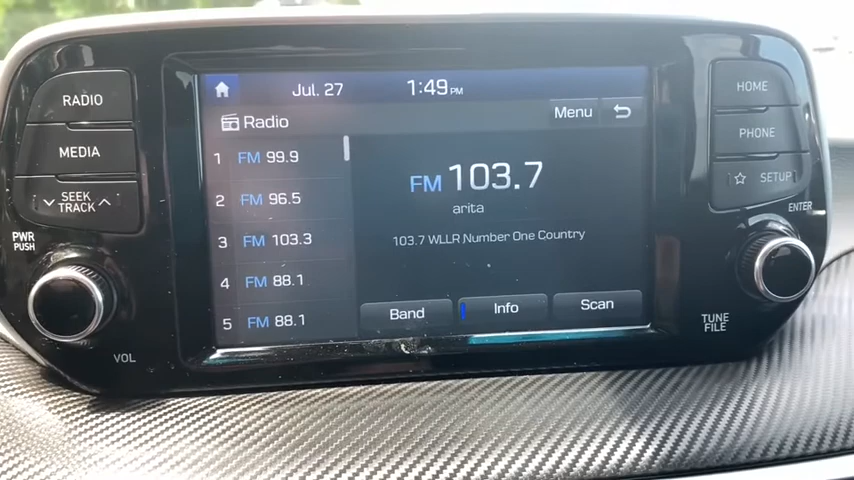 RADIO
MEDIA
SEEK
TRACK
PWR
PUSH
VOL
Jul. 27 1:49 PM
Radio
Menu
1 FM 99.9
2 FM 96.5
3 FM 103.3
4 FM 88.1
5 FM 88.1
FM 103.7
arita
103.7 WLLR Number One Country
Band Info Scan
HOME
PHONE
SETUP
ENTER
TUNE
FILE